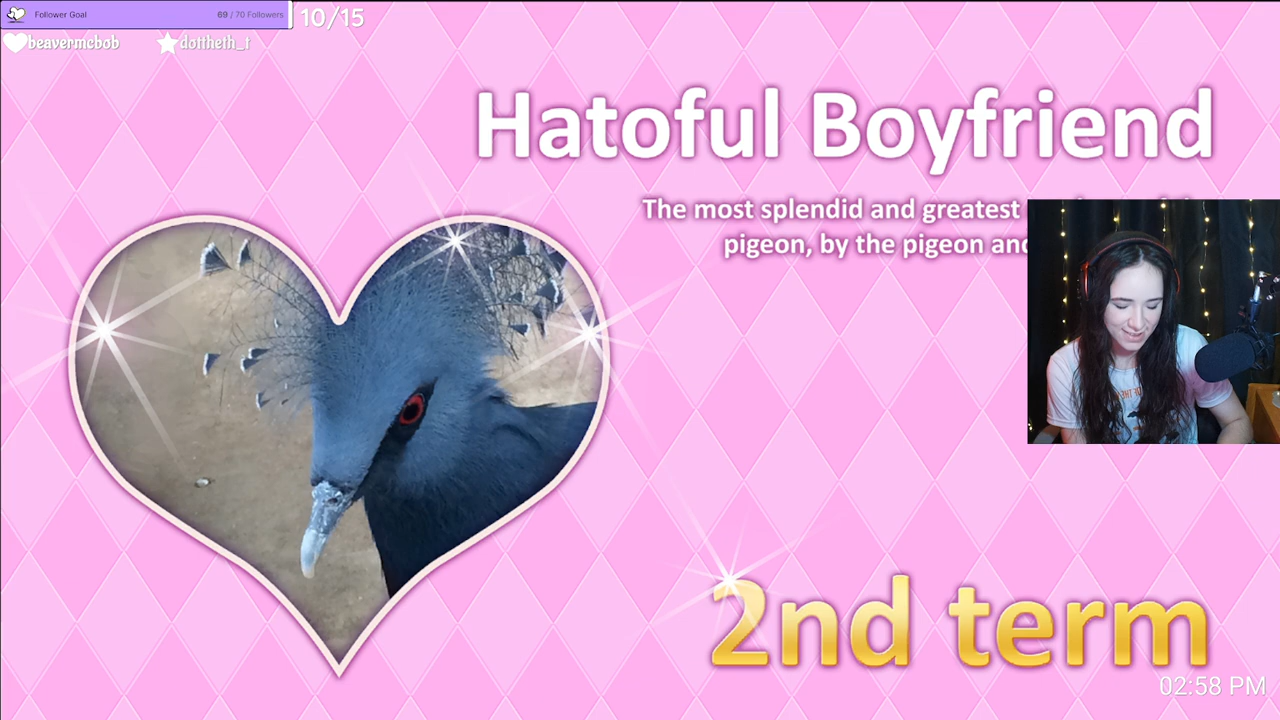 Follower Goal
69 / 70 Followers
10/15
beavermcbob
dottheth_t
Hatoful Boyfriend
The most splendid and greatest
pigeon, by the pigeon and
2nd term
02:58 PM